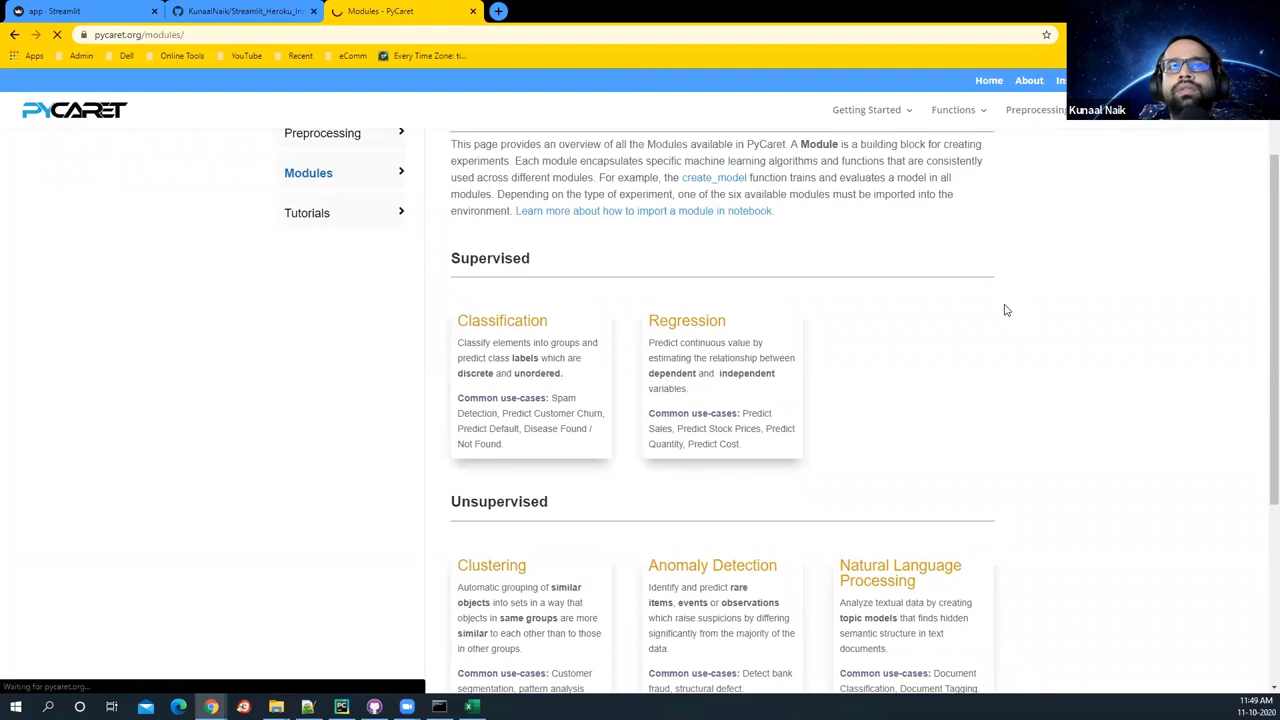 app · Streamlit
KunaalNaik/Streamlit_Heroku_In
Modules - PyCaret
pycaret.org/modules/
Apps
Admin
Dell
Online Tools
YouTube
Recent
eComm
Every Time Zone: ti...
Home
About
In
Kunaal Naik
PYCARET
Getting Started
Functions
Preprocessing
Preprocessing
Modules
Tutorials
This page provides an overview of all the Modules available in PyCaret. A Module is a building block for creating
experiments. Each module encapsulates specific machine learning algorithms and functions that are consistently
used across different modules. For example, the create_model function trains and evaluates a model in all
modules. Depending on the type of experiment, one of the six available modules must be imported into the
environment. Learn more about how to import a module in notebook.
Supervised
Classification
Classify elements into groups and
predict class labels which are
discrete and unordered.
Common use-cases: Spam
Detection, Predict Customer Churn,
Predict Default, Disease Found /
Not Found.
Regression
Predict continuous value by
estimating the relationship between
dependent and independent
variables.
Common use-cases: Predict
Sales, Predict Stock Prices, Predict
Quantity, Predict Cost.
Unsupervised
Clustering
Automatic grouping of similar
objects into sets in a way that
objects in same groups are more
similar to each other than to those
in other groups.
Common use-cases: Customer
segmentation, pattern analysis
Anomaly Detection
Identify and predict rare
items, events or observations
which raise suspicions by differing
significantly from the majority of the
data.
Common use-cases: Detect bank
fraud, structural defect.
Natural Language
Processing
Analyze textual data by creating
topic models that finds hidden
semantic structure in text
documents.
Common use-cases: Document
Classification, Document Tagging.
Waiting for pycaret.org...
11:49 AM
11-10-2020